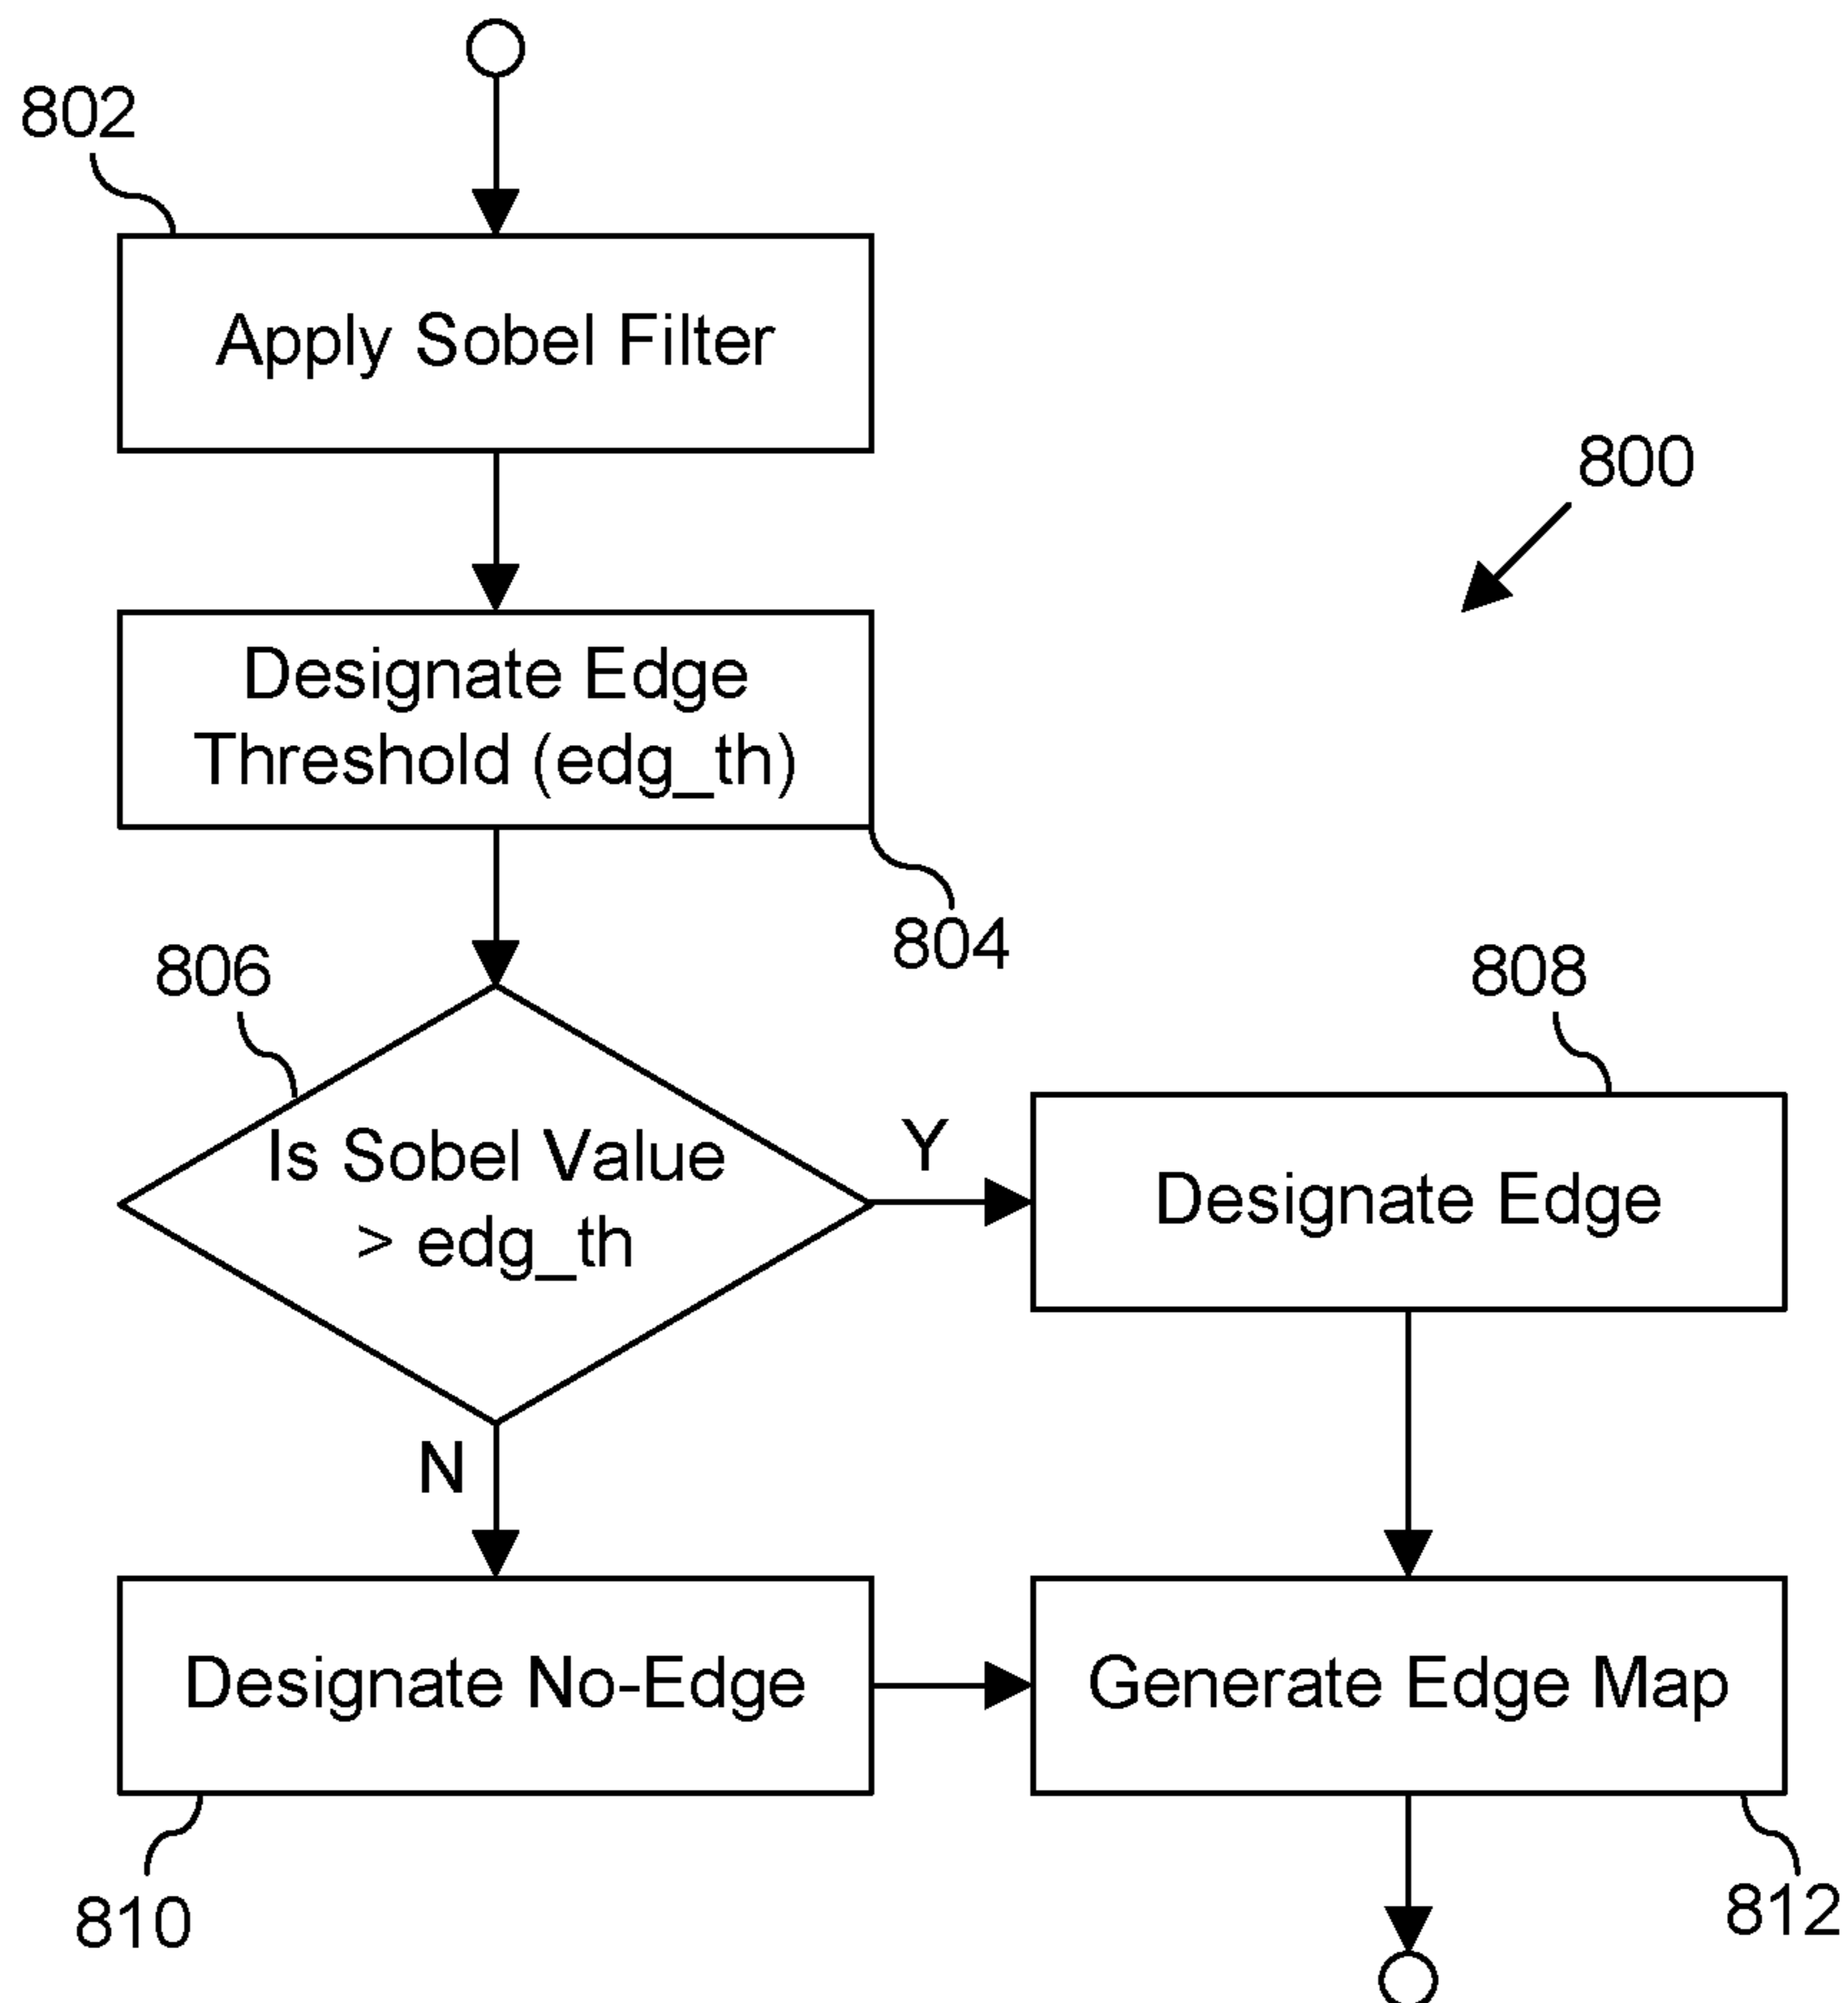 802
Apply Sobel Filter
800
Designate Edge
Threshold (edg_th)
804
806
Is Sobel Value
> edg_th
Y
808
Designate Edge
N
Designate No-Edge
810
Generate Edge Map
812